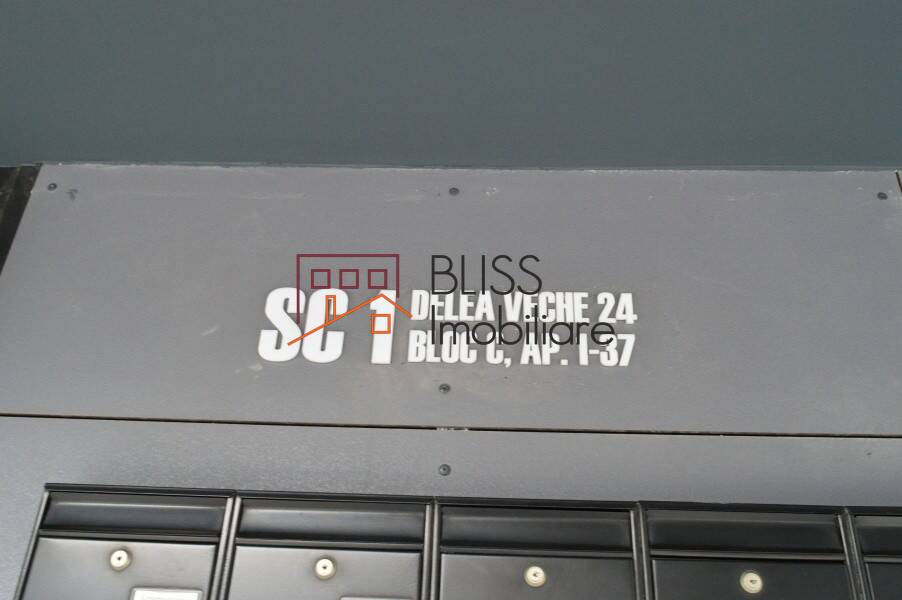 SC 1
DELEA VECHE 24
BLOC C, AP. 1-37
BLISS
Imobiliare